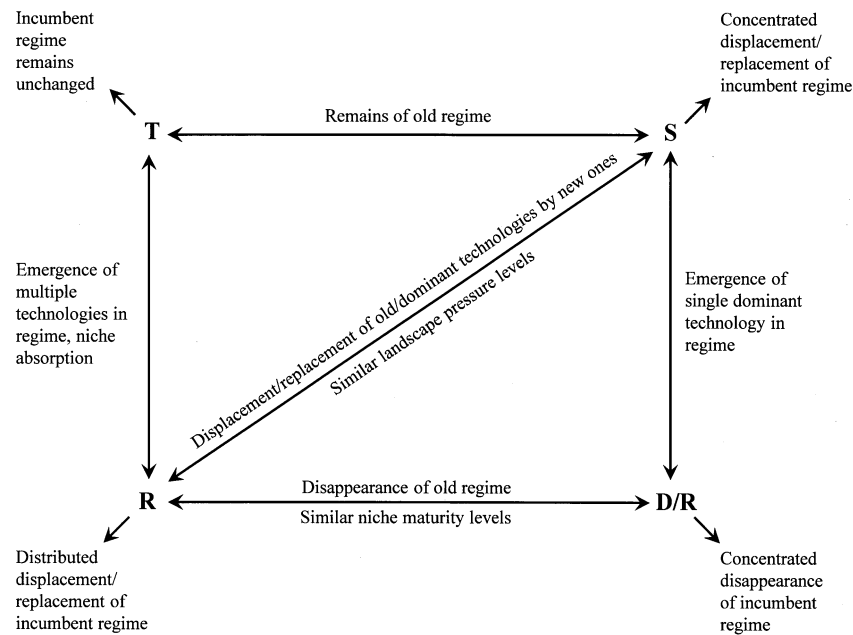 Incumbent
regime
remains
unchanged
Concentrated
displacement/
replacement of
incumbent regime
T
Remains of old regime
S
Displacement/replacement of old/dominant technologies by new ones
Similar landscape pressure levels
Emergence of
multiple
technologies in
regime, niche
absorption
Emergence of
single dominant
technology in
regime
R
Disappearance of old regime
Similar niche maturity levels
D/R
Distributed
displacement/
replacement of
incumbent regime
Concentrated
disappearance
of incumbent
regime